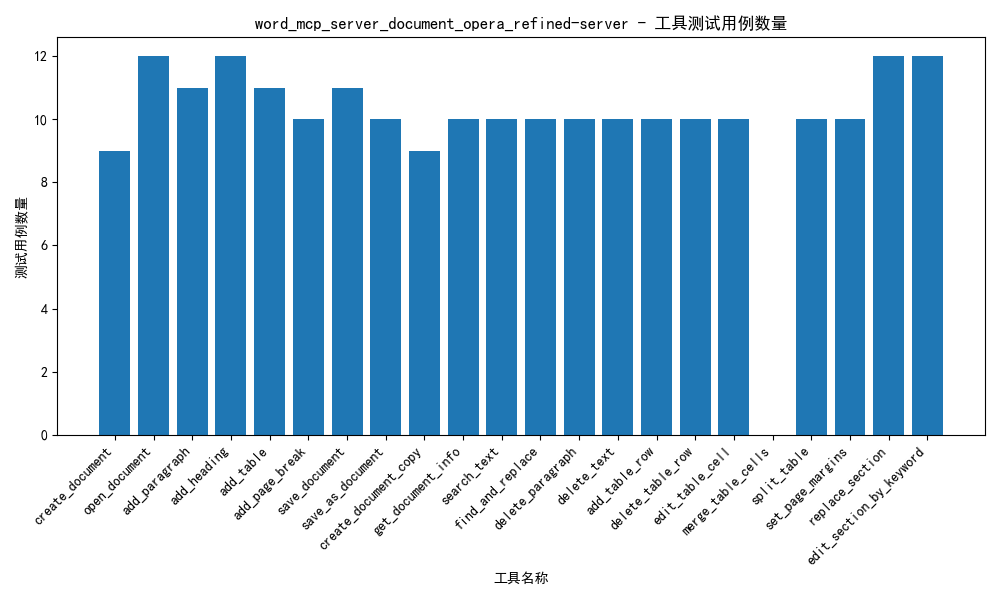 word_mcp_server_document_opera_refined-server - 工具测试用例数量
测试用例数量
12
10
8
6
4
2
0
create_document
open_document
add_paragraph
add_heading
add_table
add_page_break
save_document
save_as_document
create_document_copy
get_document_info
search_text
find_and_replace
delete_paragraph
delete_text
add_table_row
delete_table_row
edit_table_cell
merge_table_cells
split_table
set_page_margins
replace_section
edit_section_by_keyword
工具名称